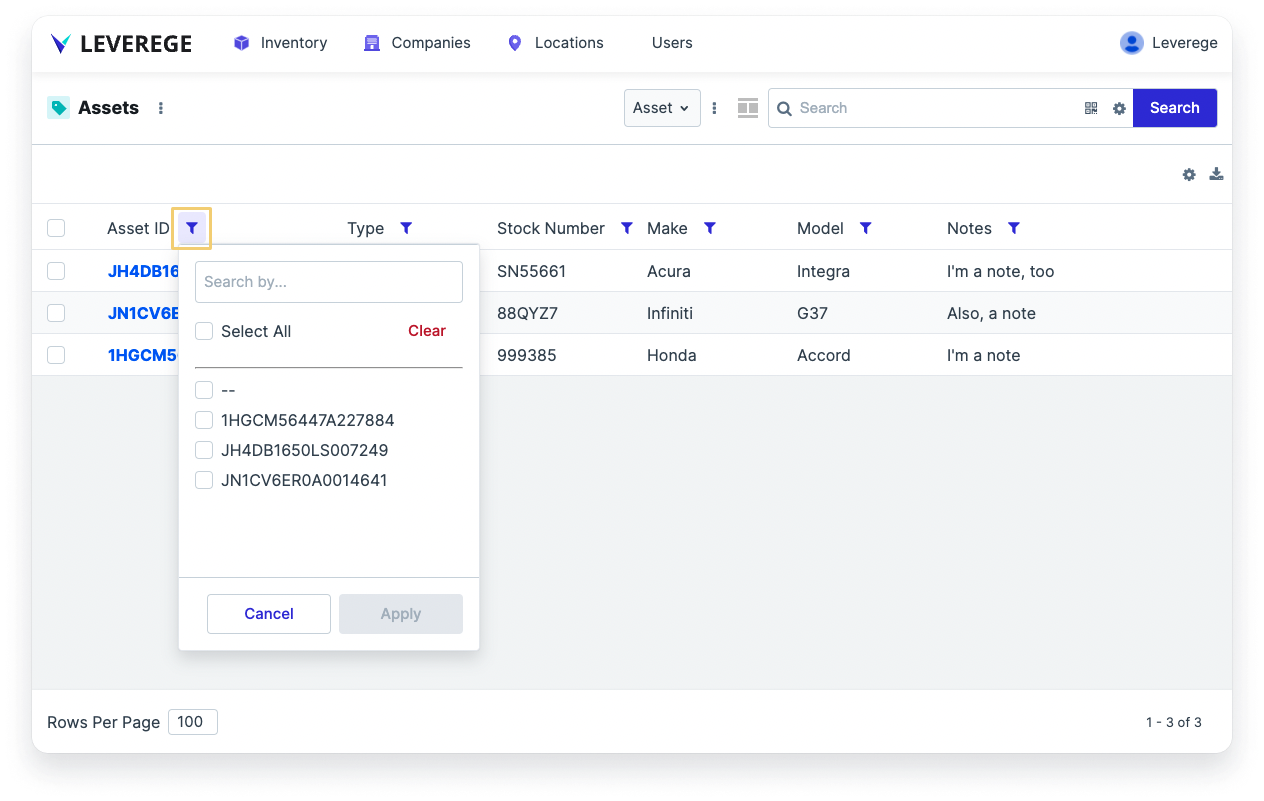 LEVEREGE Inventory Companies Locations Users Leverege
Assets Asset Search Search
Asset ID Type Stock Number Make Model Notes
JH4DB16 SN55661 Acura Integra I'm a note, too
JN1CV6E 88QYZ7 Infiniti G37 Also, a note
1HGCM5 999385 Honda Accord I'm a note
Search by...
Select All Clear
--
1HGCM56447A227884
JH4DB1650LS007249
JN1CV6ER0A0014641
Cancel Apply
Rows Per Page 100 1 - 3 of 3